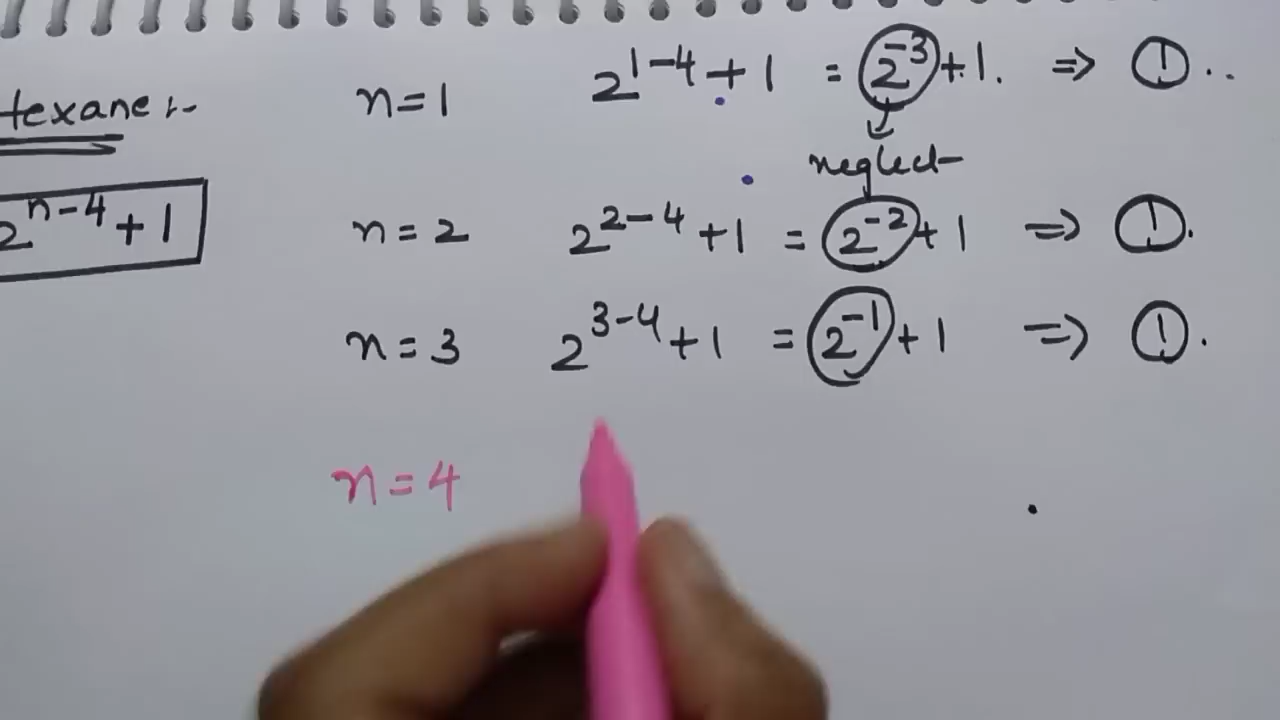 Hexane :-
2^{n-4} + 1
n = 1 2^{1-4} + 1 = 2^{-3} + 1. ⇒ 1 ..
neglect
n = 2 2^{2-4} + 1 = 2^{-2} + 1 ⇒ 1.
n = 3 2^{3-4} + 1 = 2^{-1} + 1 ⇒ 1.
n = 4